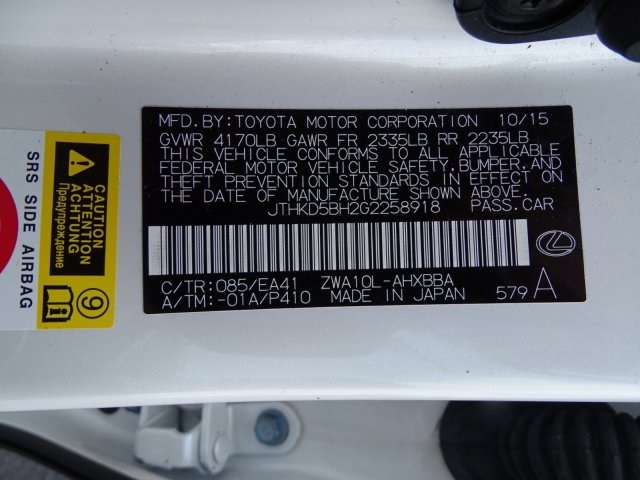 MFD. BY: TOYOTA MOTOR CORPORATION 10/15
GVWR 4170LB GAWR FR 2335LB RR 2235LB
THIS VEHICLE CONFORMS TO ALL APPLICABLE
FEDERAL MOTOR VEHICLE SAFETY, BUMPER, AND
THEFT PREVENTION STANDARDS IN EFFECT ON
THE DATE OF MANUFACTURE SHOWN ABOVE.
JTHKD5BH2G2258918 PASS. CAR
C/TR: 085/EA41 ZWA10L-AHXBBA
A/TM: -01A/P410 MADE IN JAPAN 579 A
SRS SIDE AIRBAG
CAUTION
ATTENTION
ACHTUNG
Предупреждение
9